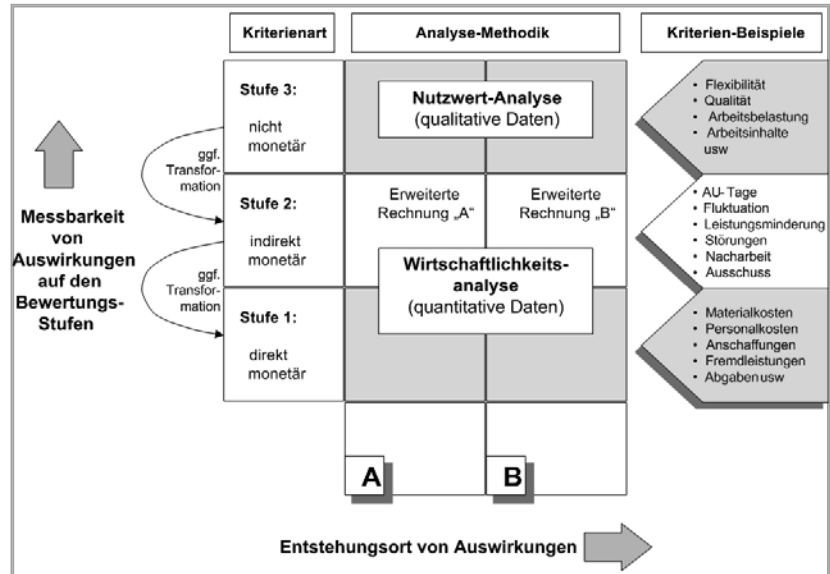 Kriterienart
Analyse-Methodik
Kriterien-Beispiele
Stufe 3:
nicht
monetär
Nutzwert-Analyse
(qualitative Daten)
• Flexibilität
• Qualität
• Arbeitsbelastung
• Arbeitsinhalte
usw
ggf.
Transfor-
mation
Messbarkeit
von
Auswirkungen
auf den
Bewertungs-
Stufen
Stufe 2:
indirekt
monetär
Erweiterte
Rechnung „A“
Erweiterte
Rechnung „B“
• AU-Tage
• Fluktuation
• Leistungsminderung
• Störungen
• Nacharbeit
• Ausschuss
ggf.
Transfor-
mation
Wirtschaftlichkeits-
analyse
(quantitative Daten)
Stufe 1:
direkt
monetär
• Materialkosten
• Personalkosten
• Anschaffungen
• Fremdleistungen
• Abgaben usw
A
B
Entstehungsort von Auswirkungen